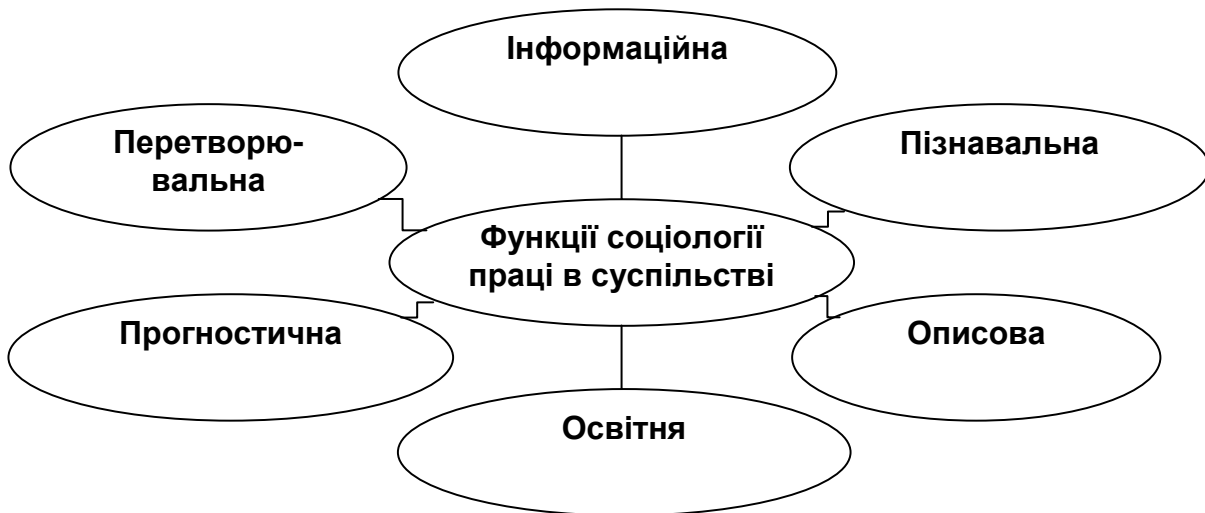 Інформаційна
Перетворю-
вальна
Пізнавальна
Функції соціології
праці в суспільстві
Прогностична
Описова
Освітня